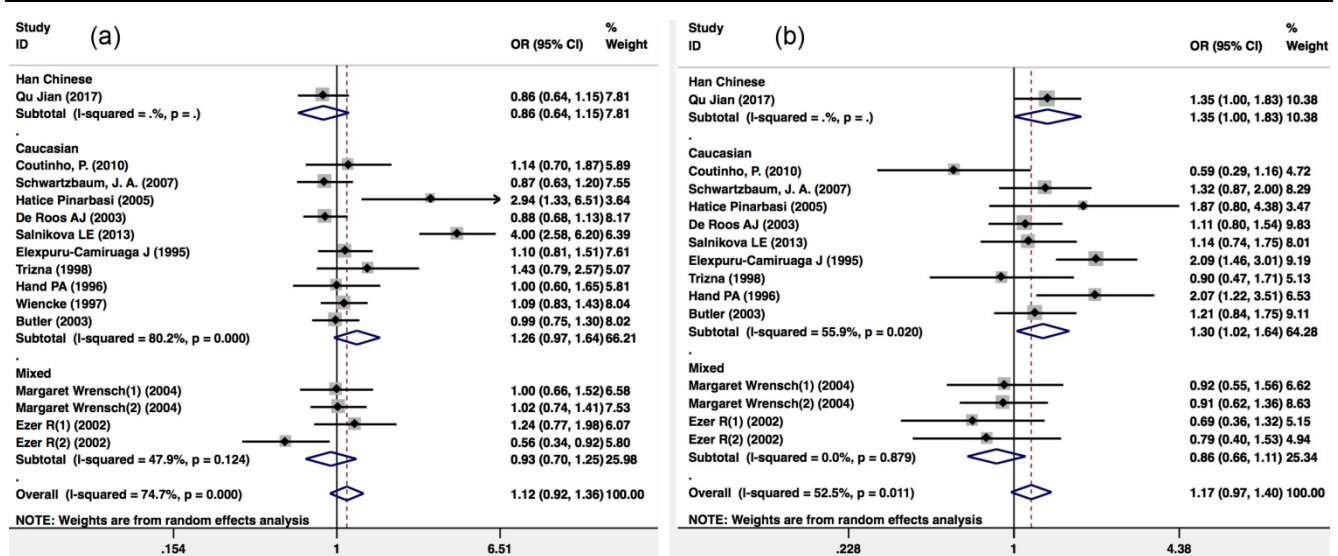 Study (a) %
ID OR (95% CI) Weight
Han Chinese
Qu Jian (2017) 0.86 (0.64, 1.15) 7.81
Subtotal (I-squared = .%, p = .) 0.86 (0.64, 1.15) 7.81
.
Caucasian
Coutinho, P. (2010) 1.14 (0.70, 1.87) 5.89
Schwartzbaum, J. A. (2007) 0.87 (0.63, 1.20) 7.55
Hatice Pinarbasi (2005) 2.94 (1.33, 6.51) 3.64
De Roos AJ (2003) 0.88 (0.68, 1.13) 8.17
Salnikova LE (2013) 4.00 (2.58, 6.20) 6.39
Elexpuru-Camiruaga J (1995) 1.10 (0.81, 1.51) 7.61
Trizna (1998) 1.43 (0.79, 2.57) 5.07
Hand PA (1996) 1.00 (0.60, 1.65) 5.81
Wiencke (1997) 1.09 (0.83, 1.43) 8.04
Butler (2003) 0.99 (0.75, 1.30) 8.02
Subtotal (I-squared = 80.2%, p = 0.000) 1.26 (0.97, 1.64) 66.21
.
Mixed
Margaret Wrensch(1) (2004) 1.00 (0.66, 1.52) 6.58
Margaret Wrensch(2) (2004) 1.02 (0.74, 1.41) 7.53
Ezer R(1) (2002) 1.24 (0.77, 1.98) 6.07
Ezer R(2) (2002) 0.56 (0.34, 0.92) 5.80
Subtotal (I-squared = 47.9%, p = 0.124) 0.93 (0.70, 1.25) 25.98
.
Overall (I-squared = 74.7%, p = 0.000) 1.12 (0.92, 1.36) 100.00
NOTE: Weights are from random effects analysis
.154 1 6.51
Study (b) %
ID OR (95% CI) Weight
Han Chinese
Qu Jian (2017) 1.35 (1.00, 1.83) 10.38
Subtotal (I-squared = .%, p = .) 1.35 (1.00, 1.83) 10.38
.
Caucasian
Coutinho, P. (2010) 0.59 (0.29, 1.16) 4.72
Schwartzbaum, J. A. (2007) 1.32 (0.87, 2.00) 8.29
Hatice Pinarbasi (2005) 1.87 (0.80, 4.38) 3.47
De Roos AJ (2003) 1.11 (0.80, 1.54) 9.83
Salnikova LE (2013) 1.14 (0.74, 1.75) 8.01
Elexpuru-Camiruaga J (1995) 2.09 (1.46, 3.01) 9.19
Trizna (1998) 0.90 (0.47, 1.71) 5.13
Hand PA (1996) 2.07 (1.22, 3.51) 6.53
Butler (2003) 1.21 (0.84, 1.75) 9.11
Subtotal (I-squared = 55.9%, p = 0.020) 1.30 (1.02, 1.64) 64.28
.
Mixed
Margaret Wrensch(1) (2004) 0.92 (0.55, 1.56) 6.62
Margaret Wrensch(2) (2004) 0.91 (0.62, 1.36) 8.63
Ezer R(1) (2002) 0.69 (0.36, 1.32) 5.15
Ezer R(2) (2002) 0.79 (0.40, 1.53) 4.94
Subtotal (I-squared = 0.0%, p = 0.879) 0.86 (0.66, 1.11) 25.34
.
Overall (I-squared = 52.5%, p = 0.011) 1.17 (0.97, 1.40) 100.00
NOTE: Weights are from random effects analysis
.228 1 4.38